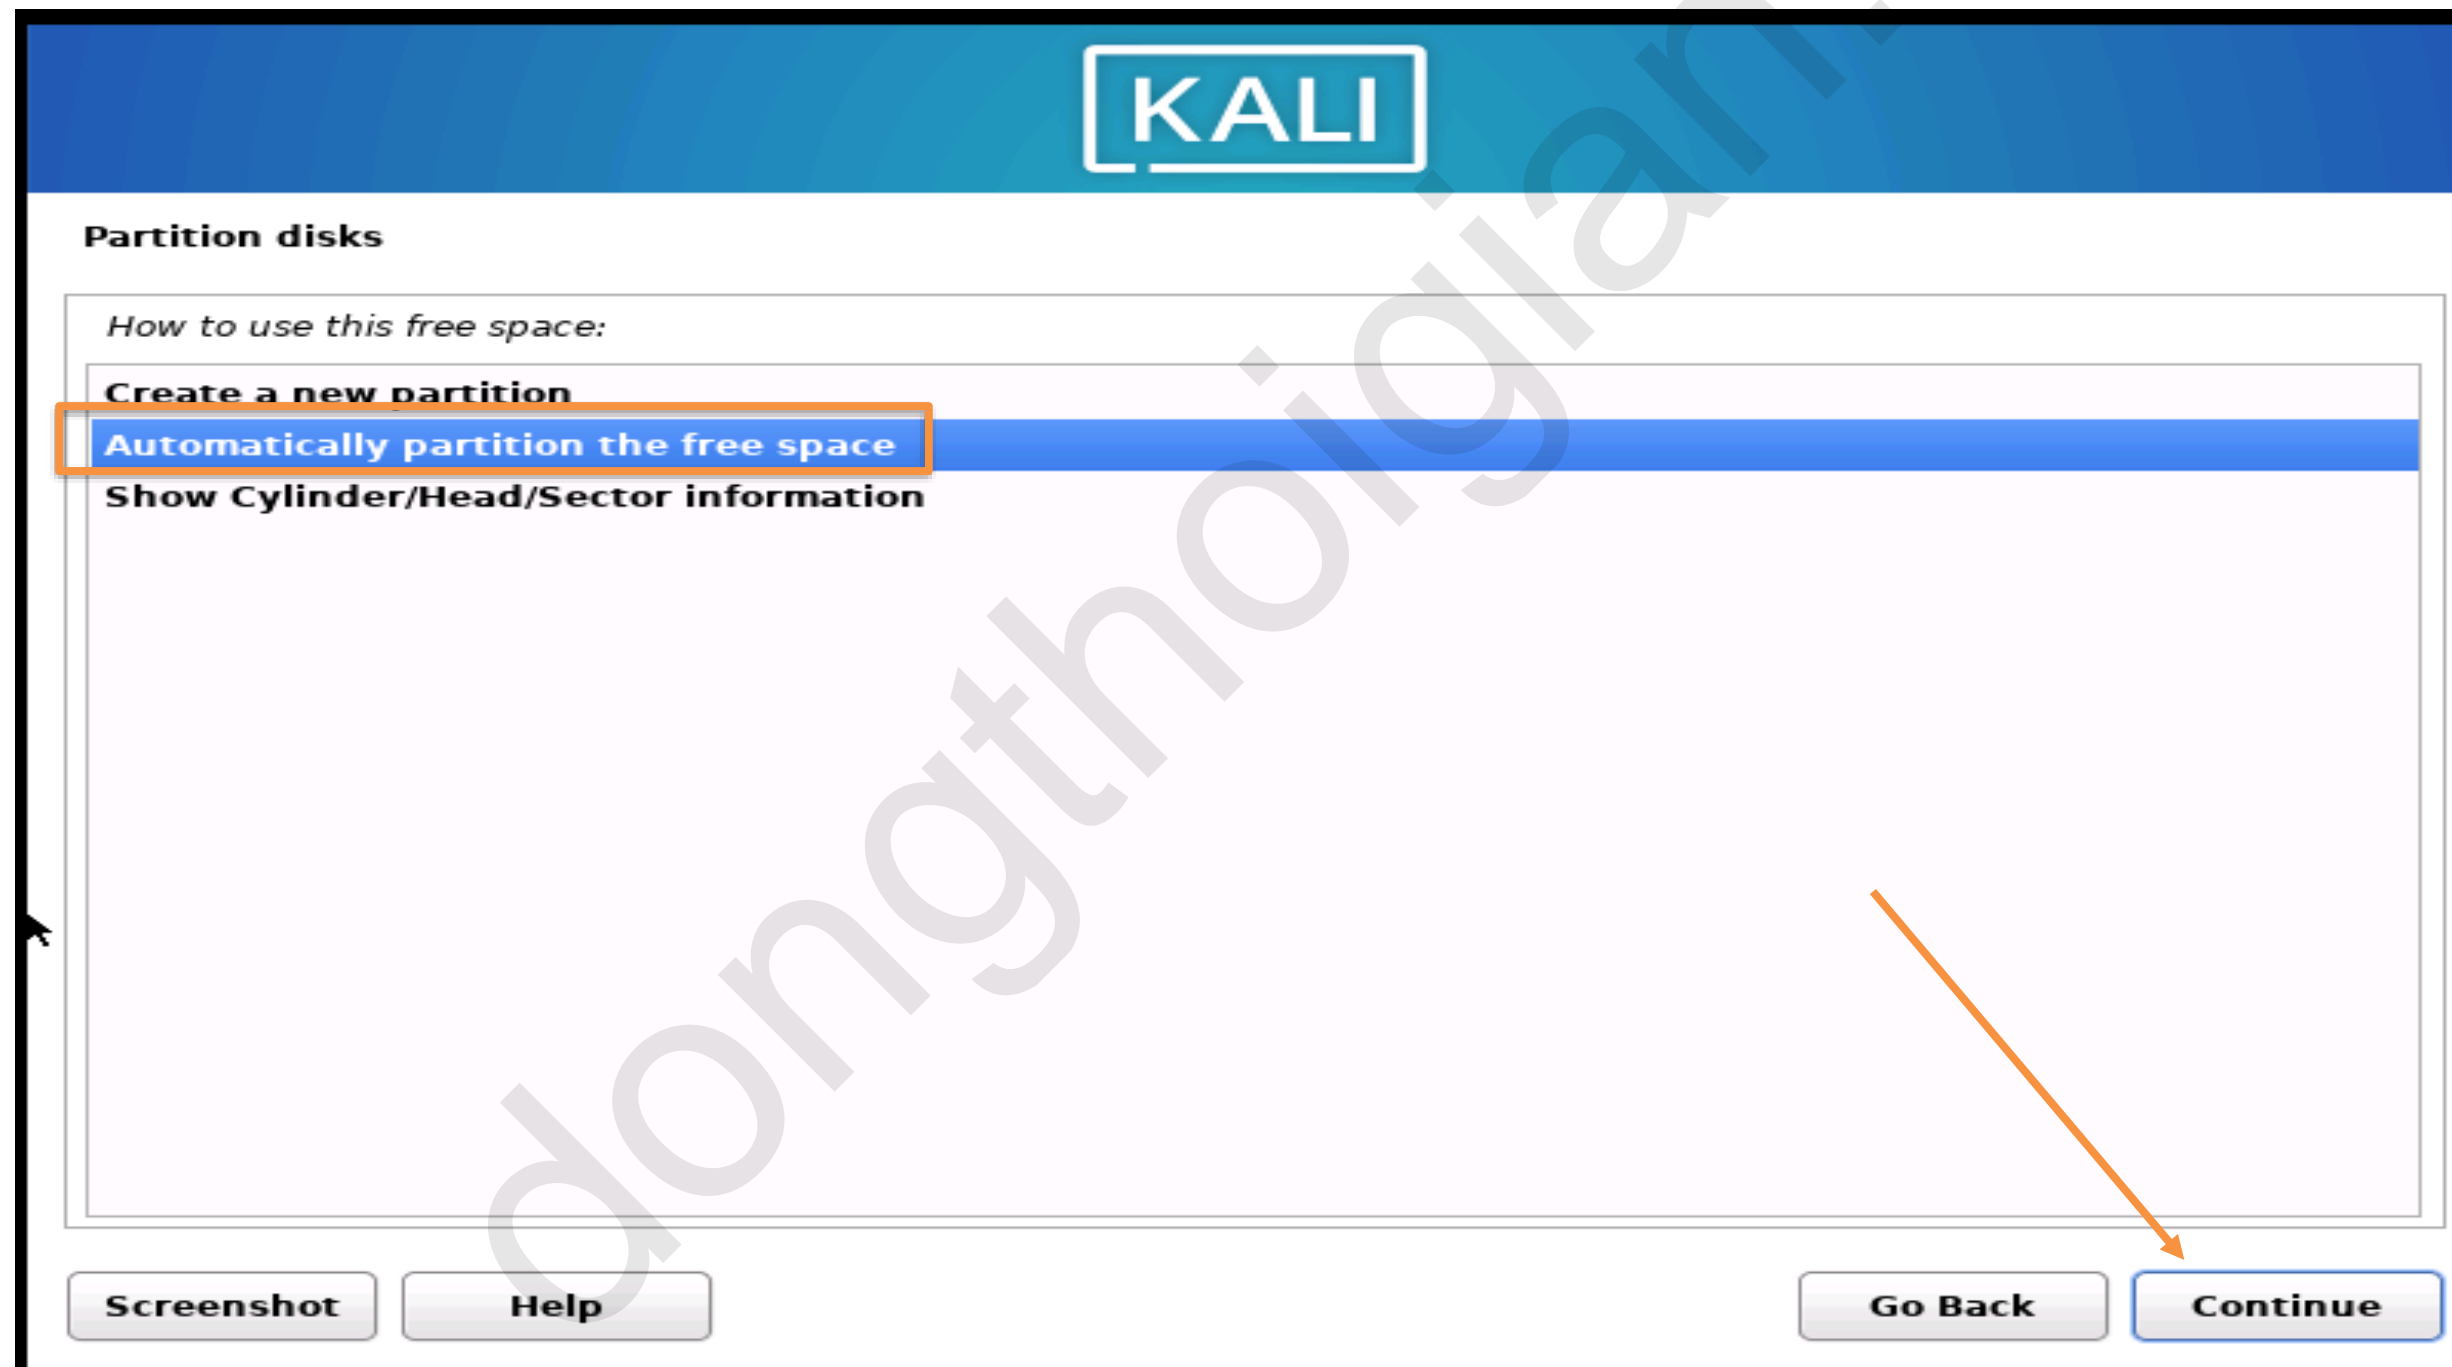 KALI
Partition disks
How to use this free space:
Create a new partition
Automatically partition the free space
Show Cylinder/Head/Sector information
Screenshot
Help
Go Back
Continue
dongthoigian